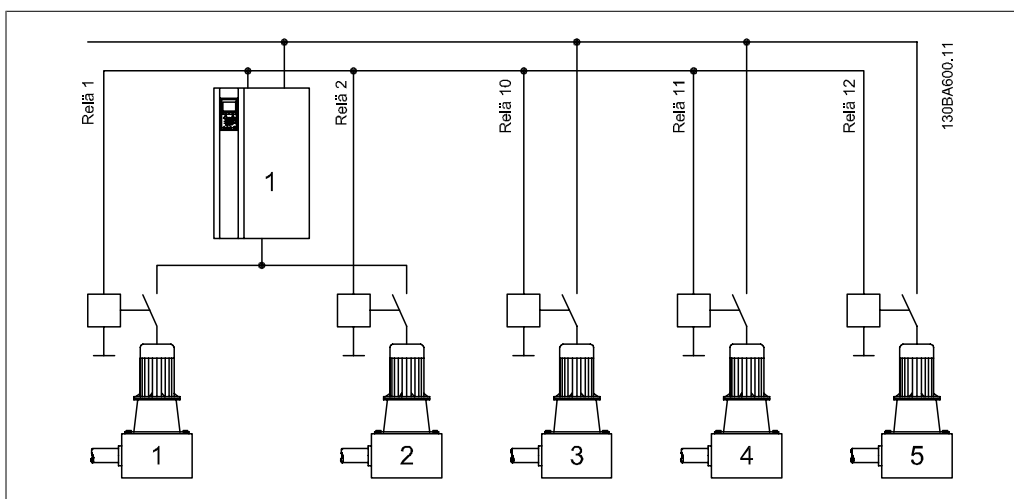 Relä 1
Relä 2
Relä 10
Relä 11
Relä 12
130BA600.11
1
1
2
3
4
5